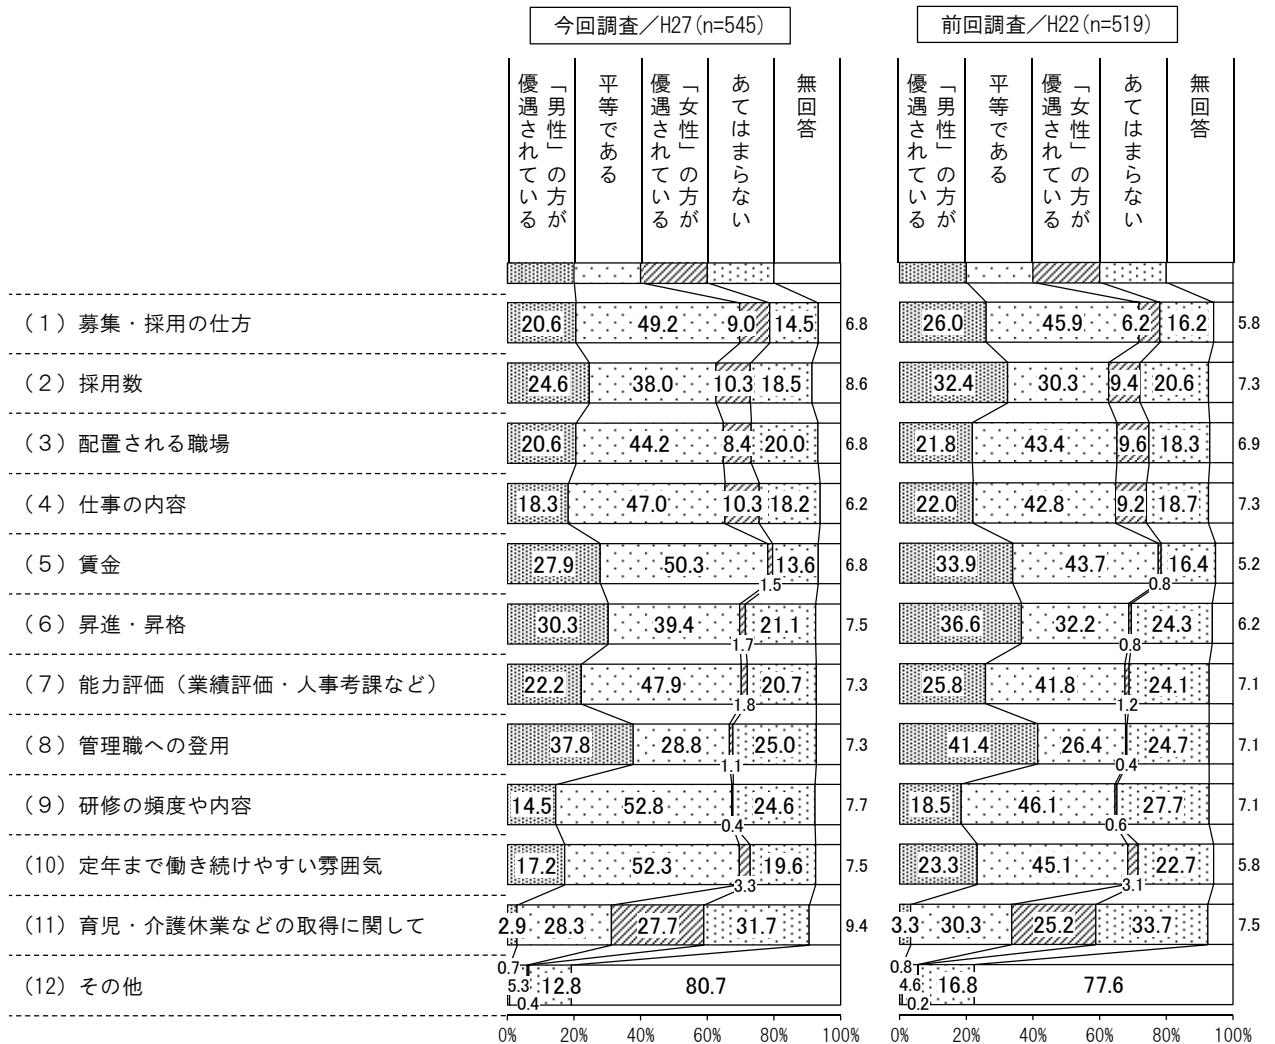 今回調査／H27(n=545)
前回調査／H22(n=519)
「男性」の方が
優遇されている
平等である
「女性」の方が
優遇されている
あてはまらない
無回答
「男性」の方が
優遇されている
平等である
「女性」の方が
優遇されている
あてはまらない
無回答
（1）募集・採用の仕方 20.6 49.2 9.0 14.5 6.8 26.0 45.9 6.2 16.2 5.8
（2）採用数 24.6 38.0 10.3 18.5 8.6 32.4 30.3 9.4 20.6 7.3
（3）配置される職場 20.6 44.2 8.4 20.0 6.8 21.8 43.4 9.6 18.3 6.9
（4）仕事の内容 18.3 47.0 10.3 18.2 6.2 22.0 42.8 9.2 18.7 7.3
（5）賃金 27.9 50.3 1.5 13.6 6.8 33.9 43.7 0.8 16.4 5.2
（6）昇進・昇格 30.3 39.4 1.7 21.1 7.5 36.6 32.2 0.8 24.3 6.2
（7）能力評価（業績評価・人事考課など） 22.2 47.9 1.8 20.7 7.3 25.8 41.8 1.2 24.1 7.1
（8）管理職への登用 37.8 28.8 1.1 25.0 7.3 41.4 26.4 0.4 24.7 7.1
（9）研修の頻度や内容 14.5 52.8 0.4 24.6 7.7 18.5 46.1 0.6 27.7 7.1
（10）定年まで働き続けやすい雰囲気 17.2 52.3 3.3 19.6 7.5 23.3 45.1 3.1 22.7 5.8
（11）育児・介護休業などの取得に関して 2.9 28.3 27.7 31.7 9.4 3.3 30.3 25.2 33.7 7.5
（12）その他 0.7 5.3 0.4 12.8 80.7 0.8 4.6 0.2 16.8 77.6
0% 20% 40% 60% 80% 100% 0% 20% 40% 60% 80% 100%